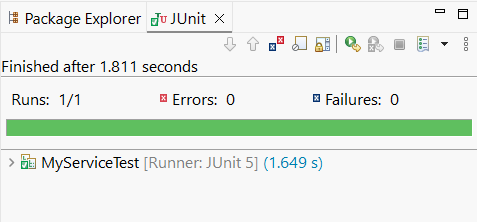 Package Explorer JUnit
Finished after 1.811 seconds
Runs: 1/1 Errors: 0 Failures: 0
MyServiceTest [Runner: JUnit 5] (1.649 s)